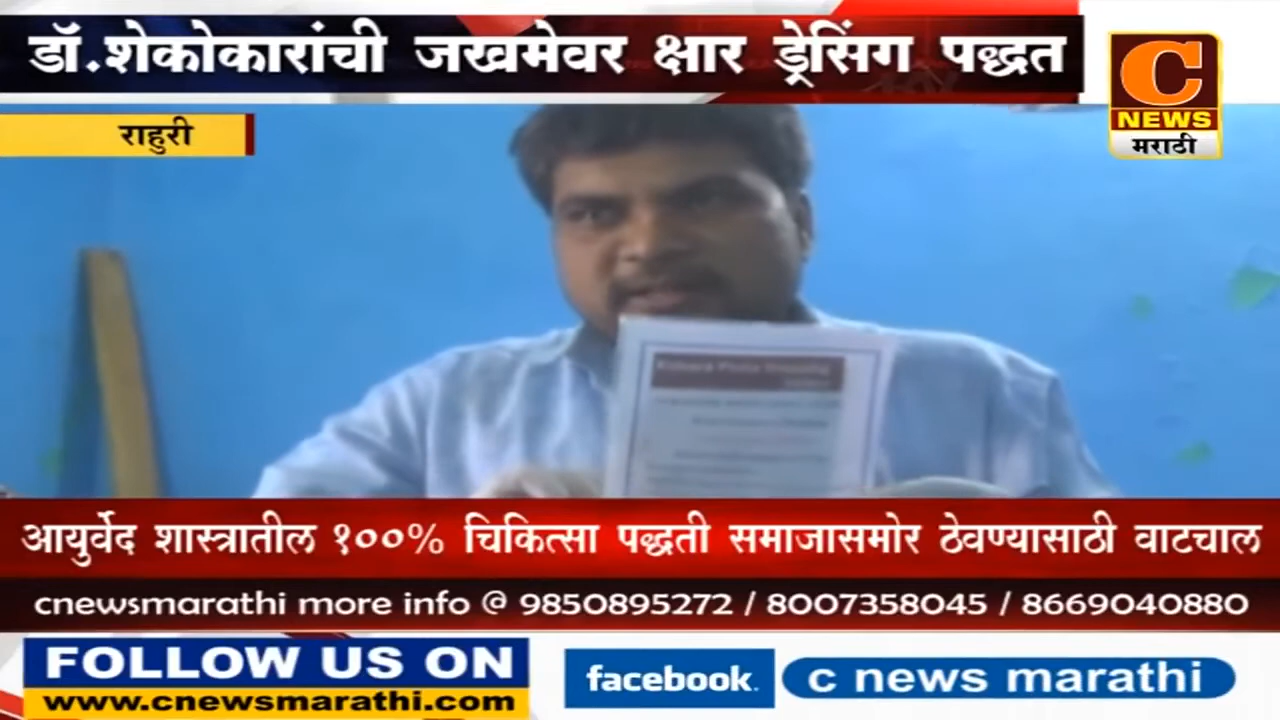 डॉ.शेकोकारांची जखमेवर क्षार ड्रेसिंग पद्धत
C
NEWS
मराठी
राहुरी
आयुर्वेद शास्त्रातील १००% चिकित्सा पद्धती समाजासमोर ठेवण्यासाठी वाटचाल
cnewsmarathi more info @ 9850895272 / 8007358045 / 8669040880
FOLLOW US ON
www.cnewsmarathi.com
facebook.
c news marathi